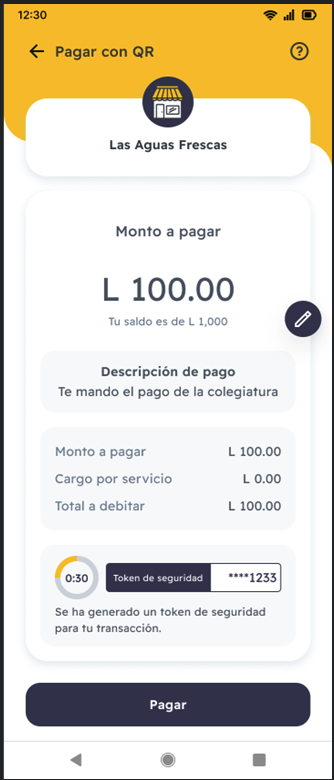 12:30
Pagar con QR
?
Las Aguas Frescas
Monto a pagar
L 100.00
Tu saldo es de L 1,000
Descripción de pago
Te mando el pago de la colegiatura
Monto a pagar L 100.00
Cargo por servicio L 0.00
Total a debitar L 100.00
0:30 Token de seguridad ****1233
Se ha generado un token de seguridad
para tu transacción.
Pagar